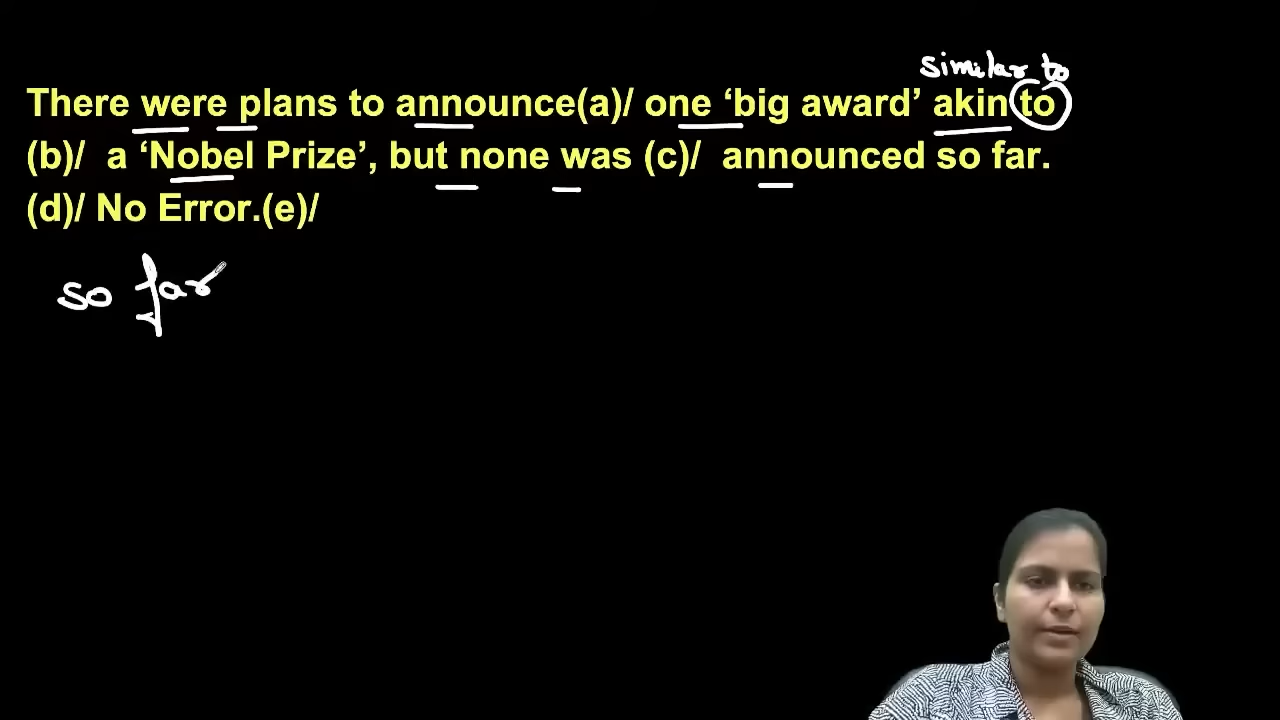 similar to
There were plans to announce(a)/ one ‘big award’ akin to
(b)/ a ‘Nobel Prize’, but none was (c)/ announced so far.
(d)/ No Error.(e)/
so far